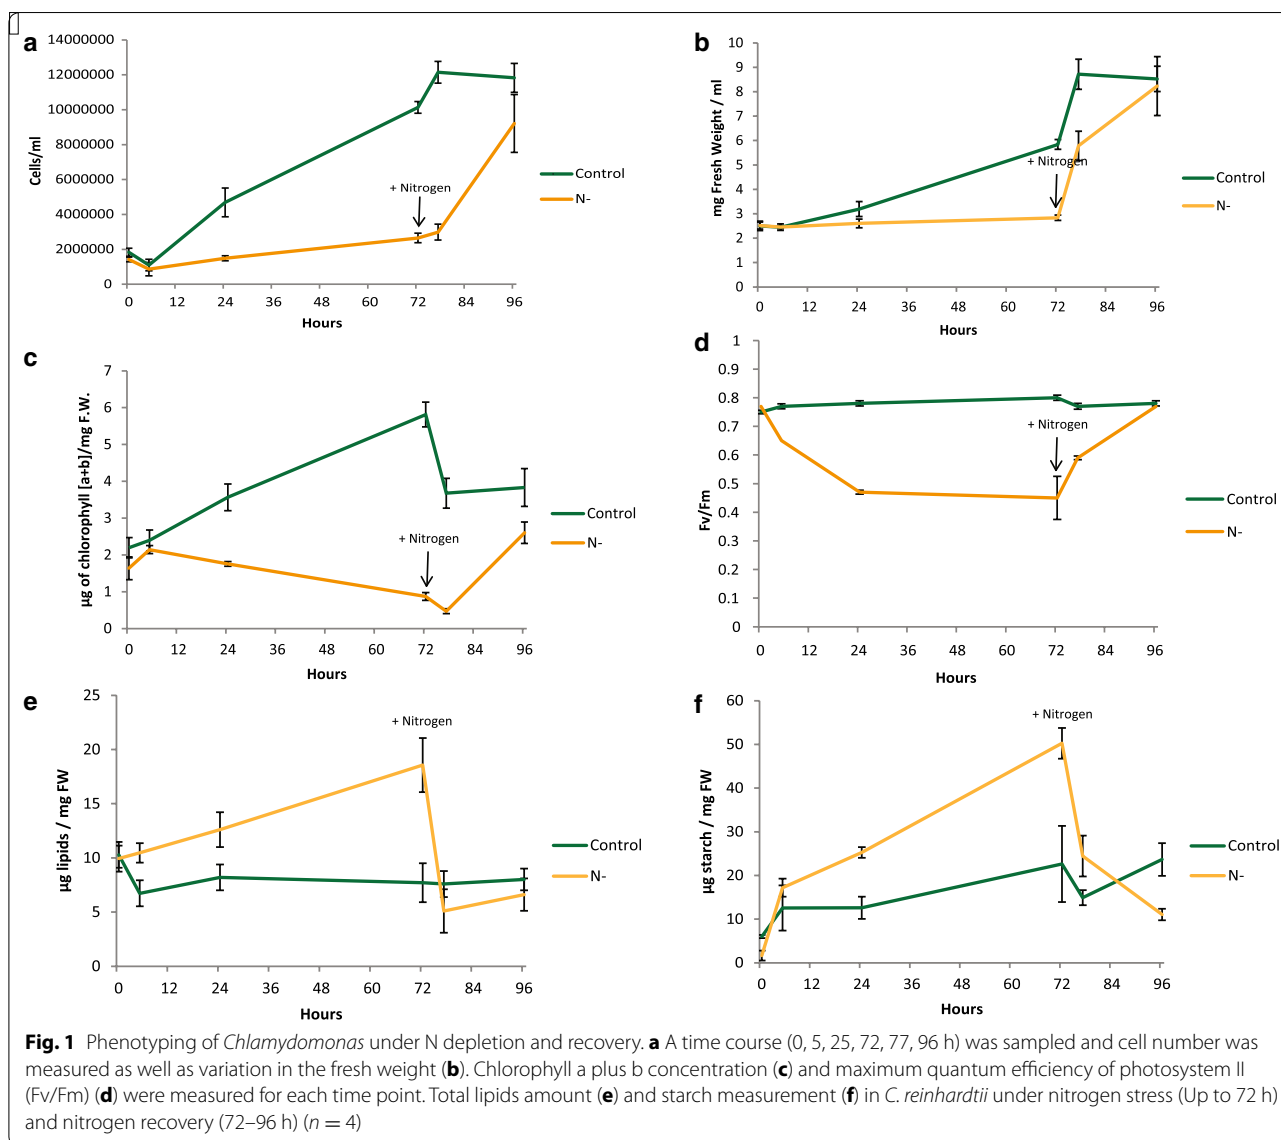 a
14000000
12000000
10000000
8000000
6000000
4000000
2000000
0
Cells/ml
+ Nitrogen
Control
N-
0 12 24 36 48 60 72 84 96
Hours
b
10
9
8
7
6
5
4
3
2
1
0
mg Fresh Weight / ml
+ Nitrogen
Control
N-
0 12 24 36 48 60 72 84 96
Hours
c
7
6
5
4
3
2
1
0
µg of chlorophyll [a+b]/mg F.W.
+ Nitrogen
Control
N-
0 12 24 36 48 60 72 84 96
Hours
d
1
0.9
0.8
0.7
0.6
0.5
0.4
0.3
0.2
0.1
0
Fv/Fm
+ Nitrogen
Control
N-
0 12 24 36 48 60 72 84 96
Hours
e
25
20
15
10
5
0
µg lipids / mg FW
+ Nitrogen
Control
N-
0 12 24 36 48 60 72 84 96
Hours
f
60
50
40
30
20
10
0
µg starch / mg FW
+ Nitrogen
Control
N-
0 12 24 36 48 60 72 84 96
Hours
Fig. 1 Phenotyping of Chlamydomonas under N depletion and recovery. a A time course (0, 5, 25, 72, 77, 96 h) was sampled and cell number was
measured as well as variation in the fresh weight (b). Chlorophyll a plus b concentration (c) and maximum quantum efficiency of photosystem II
(Fv/Fm) (d) were measured for each time point. Total lipids amount (e) and starch measurement (f) in C. reinhardtii under nitrogen stress (Up to 72 h)
and nitrogen recovery (72–96 h) (n = 4)